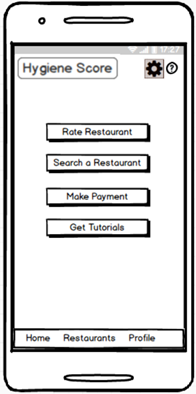 Hygiene Score
Rate Restaurant
Search a Restaurant
Make Payment
Get Tutorials
Home Restaurants Profile